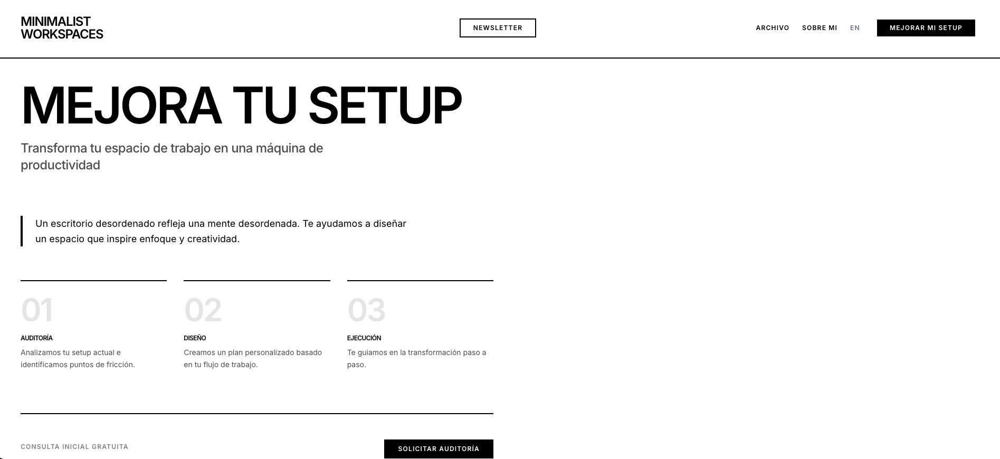 MINIMALIST
WORKSPACES
NEWSLETTER
ARCHIVO
SOBRE MI
EN
MEJORAR MI SETUP
MEJORA TU SETUP
Transforma tu espacio de trabajo en una máquina de
productividad
Un escritorio desordenado refleja una mente desordenada. Te ayudamos a diseñar
un espacio que inspire enfoque y creatividad.
01
AUDITORÍA
Analizamos tu setup actual e
identificamos puntos de fricción.
02
DISEÑO
Creamos un plan personalizado basado
en tu flujo de trabajo.
03
EJECUCIÓN
Te guiamos en la transformación paso a
paso.
CONSULTA INICIAL GRATUITA
SOLICITAR AUDITORÍA